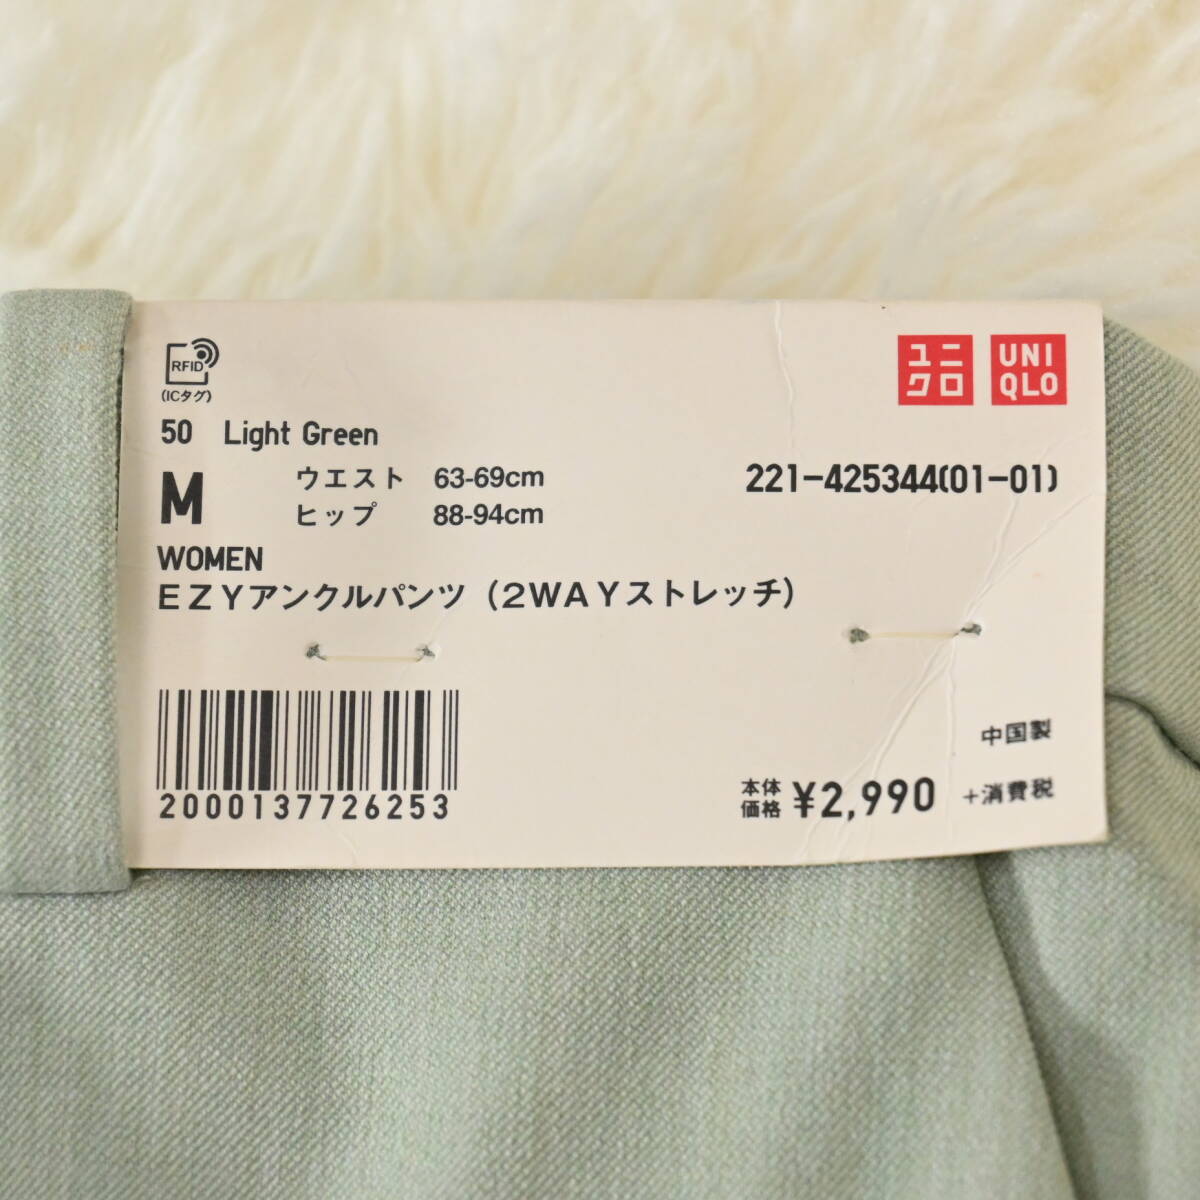 RFID
(ICタグ)
ユニ
クロ
UNI
QLO
50 Light Green
M
ウエスト 63-69cm
ヒップ 88-94cm
221-425344(01-01)
WOMEN
ＥＺＹアンクルパンツ（２ＷＡＹストレッチ）
2000137726253
中国製
本体
価格 ¥2,990 +消費税